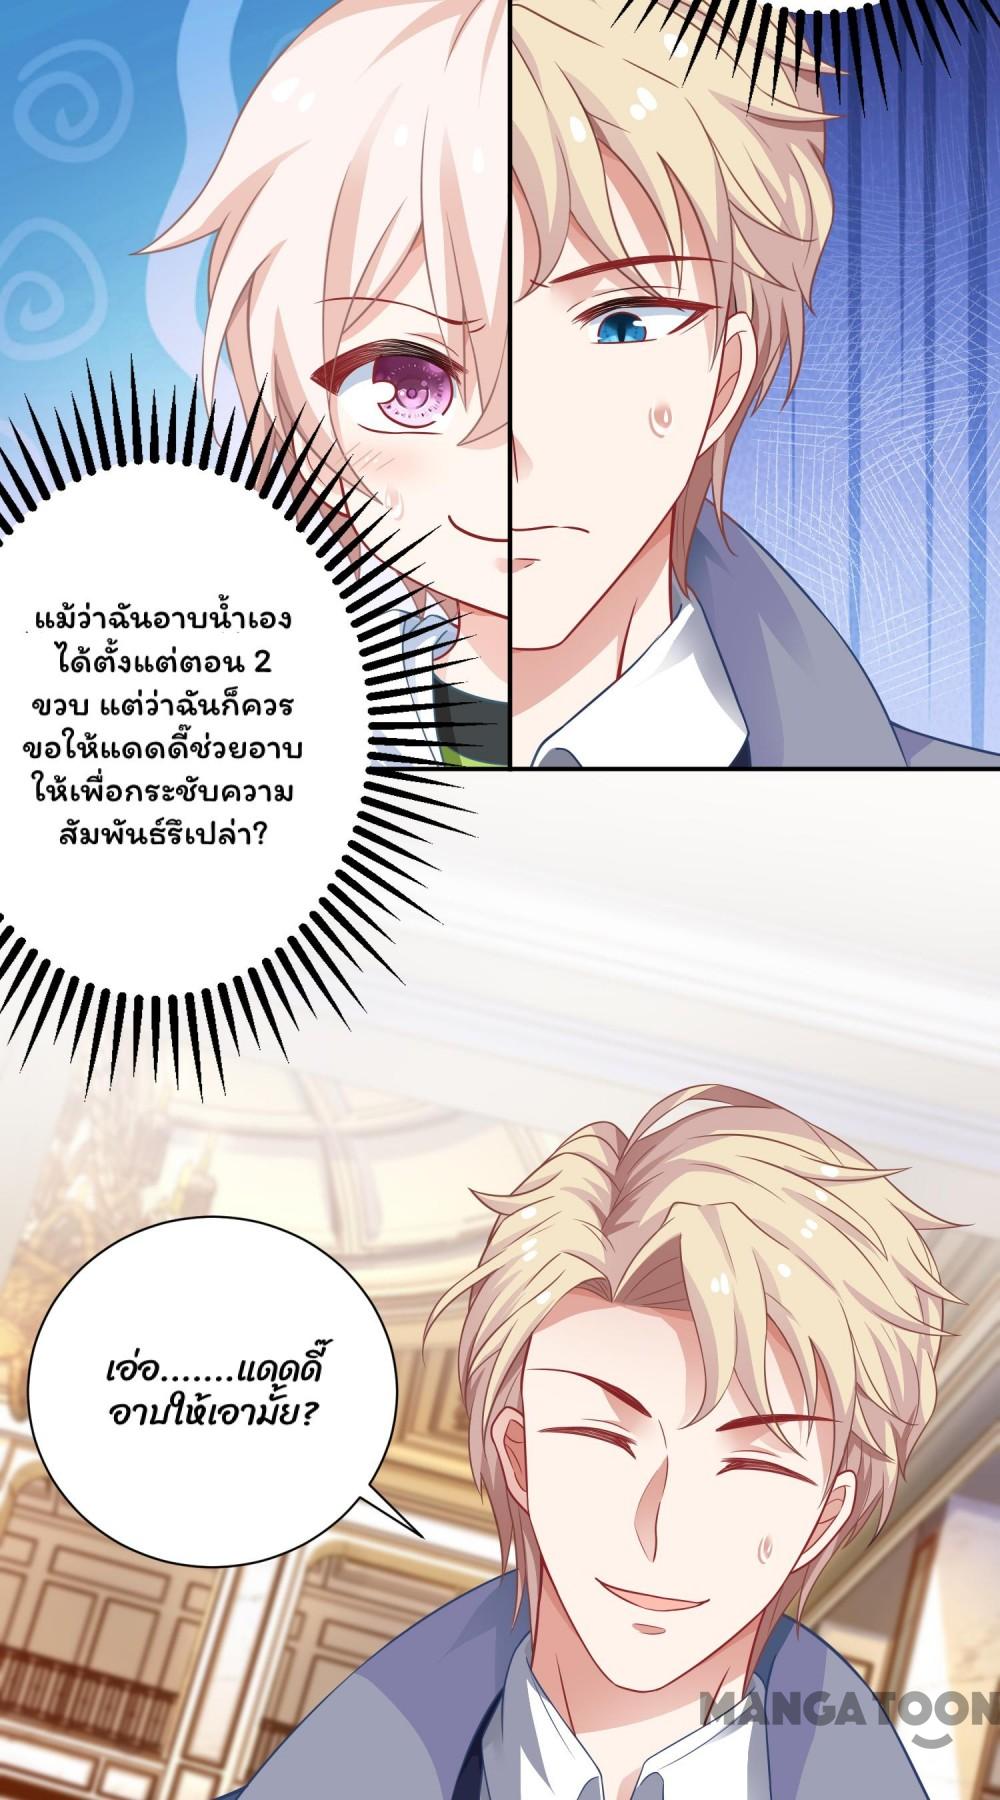 แม้ว่าฉันอาบน้ำเอง
ได้ตั้งแต่ตอน 2
ขวบ แต่ว่าฉันก็ควร
ขอให้แดดดี๊ช่วยอาบ
ให้เพื่อกระชับความ
สัมพันธ์รึเปล่า?
เอ่อ.......แดดดี๊
อาบให้เอามั้ย?
MANGATOON